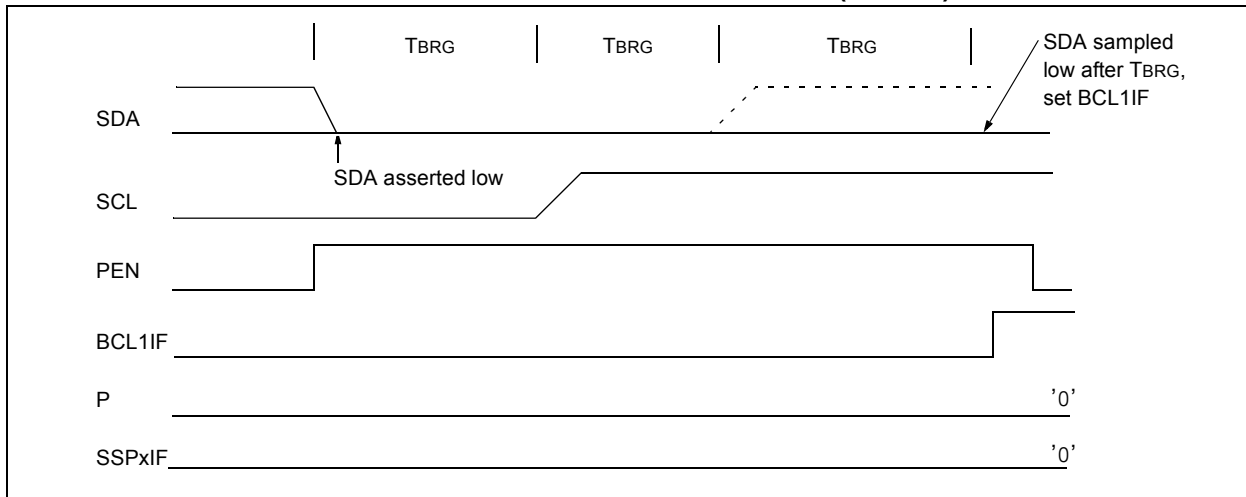 TBRG
TBRG
TBRG
SDA sampled
low after TBRG,
set BCL1IF
SDA
SDA asserted low
SCL
PEN
BCL1IF
P
'0'
SSPxIF
'0'